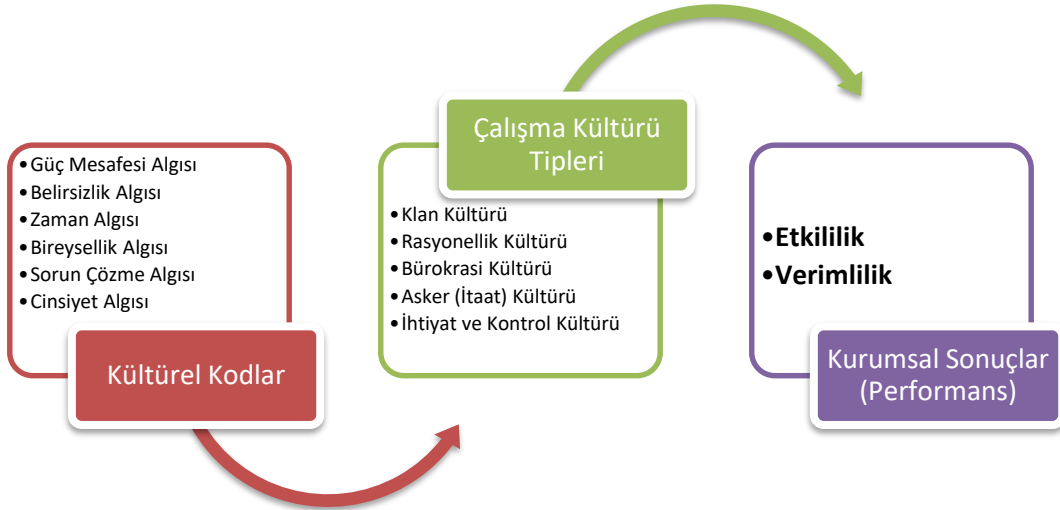 • Güç Mesafesi Algısı
• Belirsizlik Algısı
• Zaman Algısı
• Bireysellik Algısı
• Sorun Çözme Algısı
• Cinsiyet Algısı
Kültürel Kodlar
Çalışma Kültürü
Tipleri
• Klan Kültürü
• Rasyonellik Kültürü
• Bürokrasi Kültürü
• Asker (İtaat) Kültürü
• İhtiyat ve Kontrol Kültürü
• Etkililik
• Verimlilik
Kurumsal Sonuçlar
(Performans)